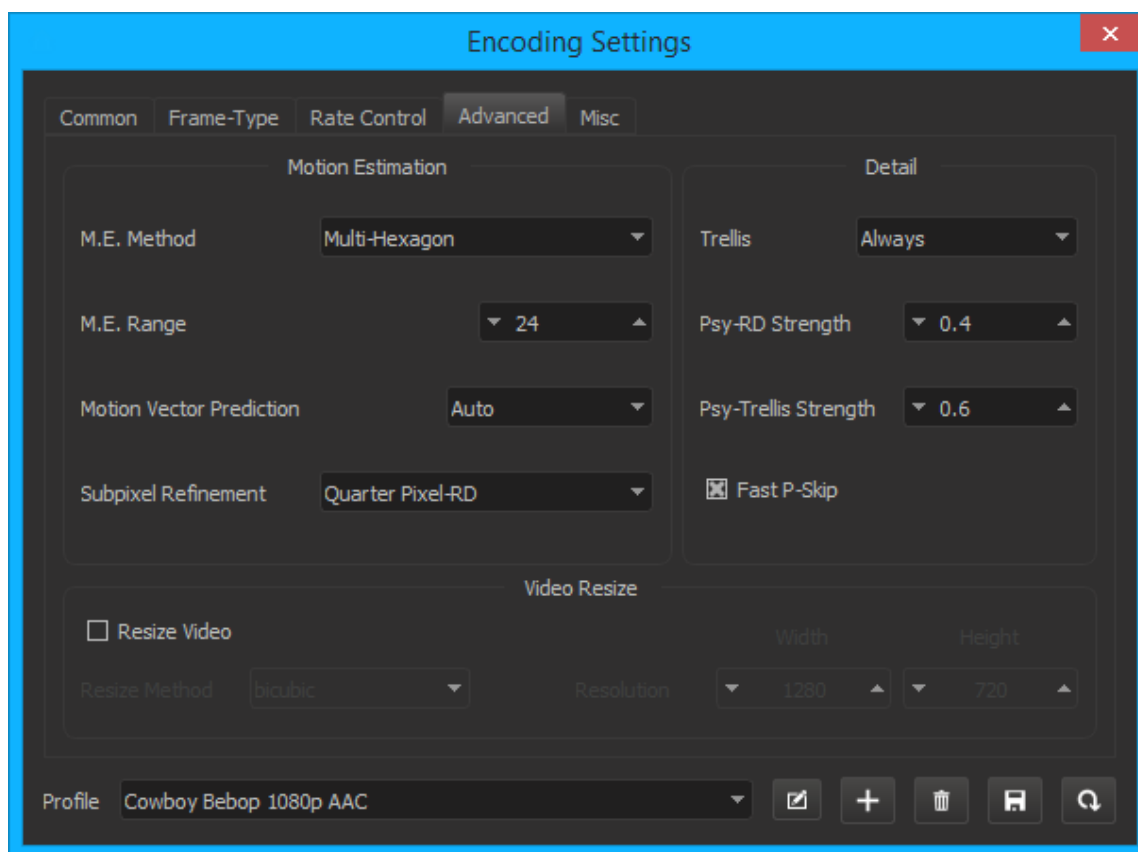 Encoding Settings
Common Frame-Type Rate Control Advanced Misc
Motion Estimation
M.E. Method Multi-Hexagon
M.E. Range 24
Motion Vector Prediction Auto
Subpixel Refinement Quarter Pixel-RD
Detail
Trellis Always
Psy-RD Strength 0.4
Psy-Trellis Strength 0.6
Fast P-Skip
Video Resize
Resize Video
Width Height
Resize Method bicubic Resolution 1280 720
Profile Cowboy Bebop 1080p AAC